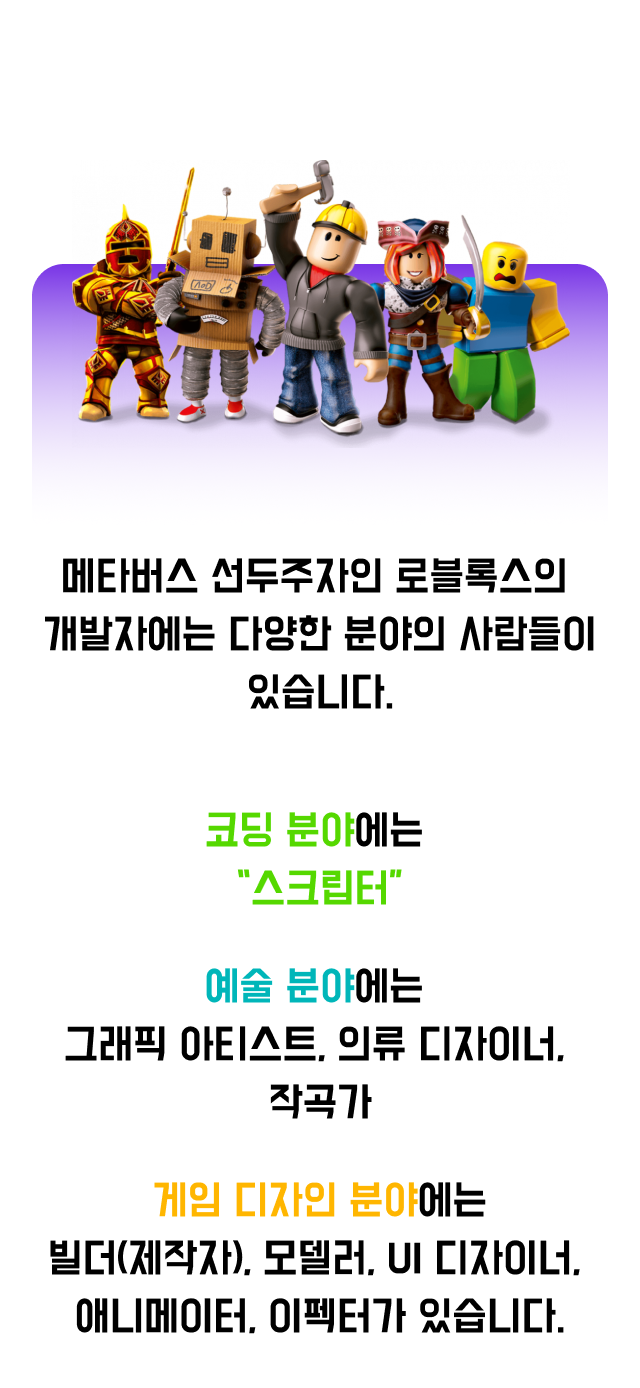 메타버스 선두주자인 로블록스의
개발자에는 다양한 분야의 사람들이
있습니다.
코딩 분야에는
“스크립터”
예술 분야에는
그래픽 아티스트, 의류 디자이너,
작곡가
게임 디자인 분야에는
빌더(제작자), 모델러, UI 디자이너,
애니메이터, 이펙터가 있습니다.